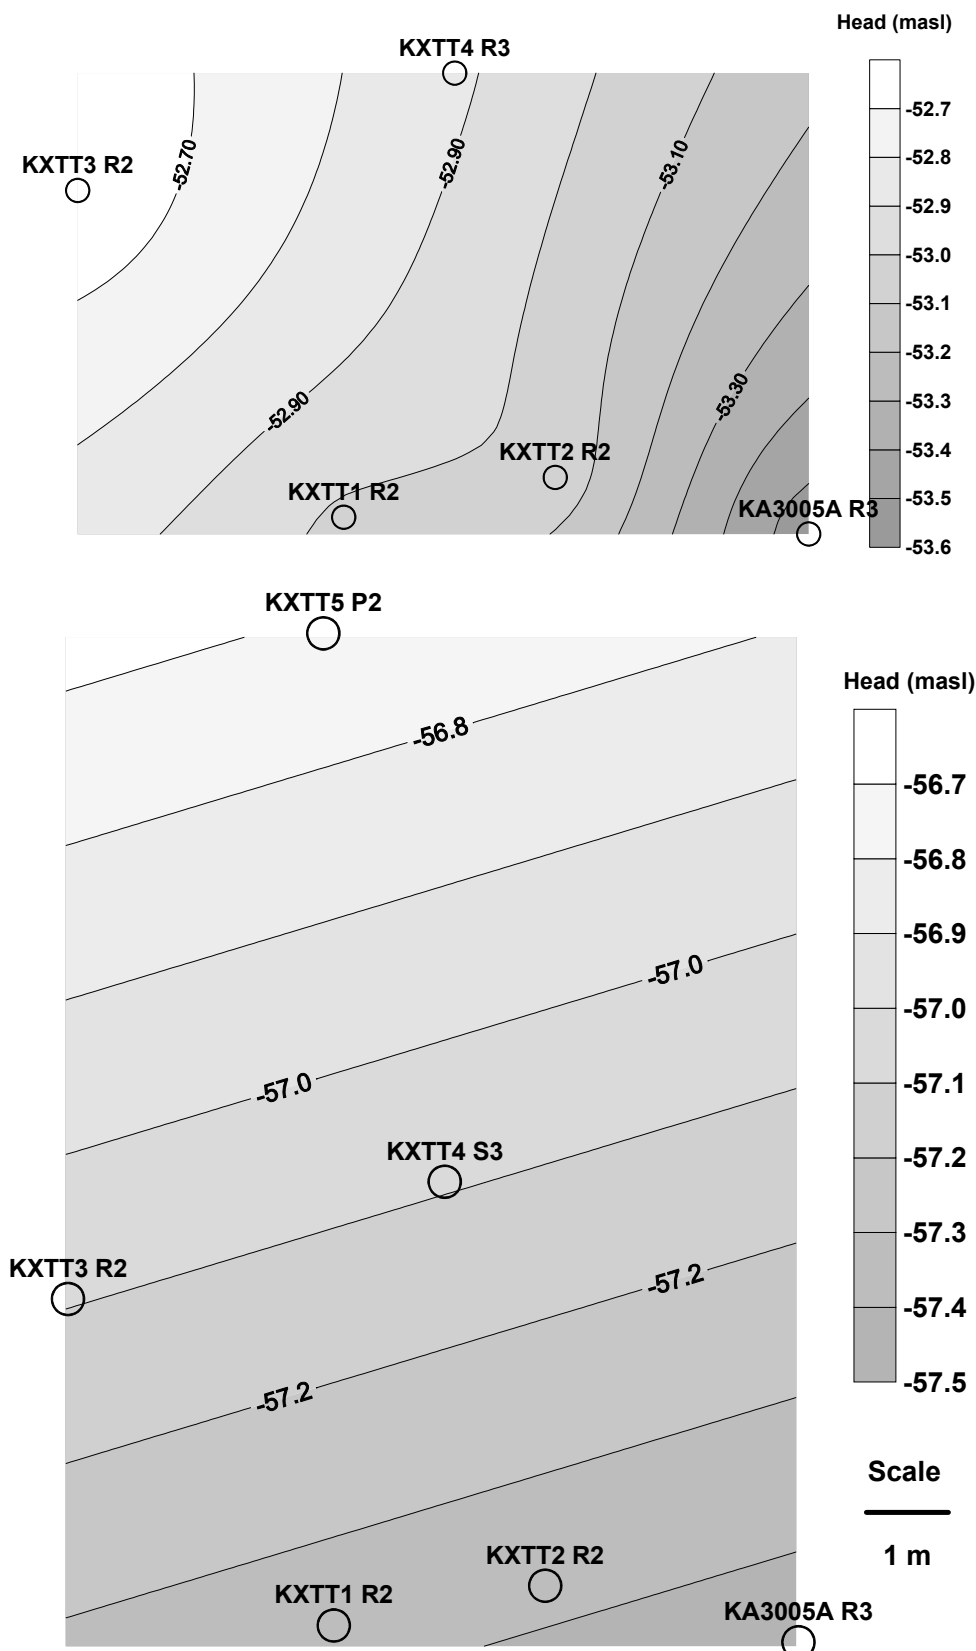 Head (masl)
KXTT4 R3
-52.7
-52.8
-52.9
-53.0
-53.1
-53.2
-53.3
-53.4
-53.5
-53.6
-52.70
-52.90
-53.10
KXTT3 R2
-53.30
-52.90
KXTT2 R2
KXTT1 R2
KA3005A R3
KXTT5 P2
Head (masl)
-56.7
-56.8
-56.9
-57.0
-57.1
-57.2
-57.3
-57.4
-57.5
-56.8
-57.0
-57.0
KXTT4 S3
KXTT3 R2
-57.2
-57.2
Scale
1 m
KXTT2 R2
KXTT1 R2
KA3005A R3